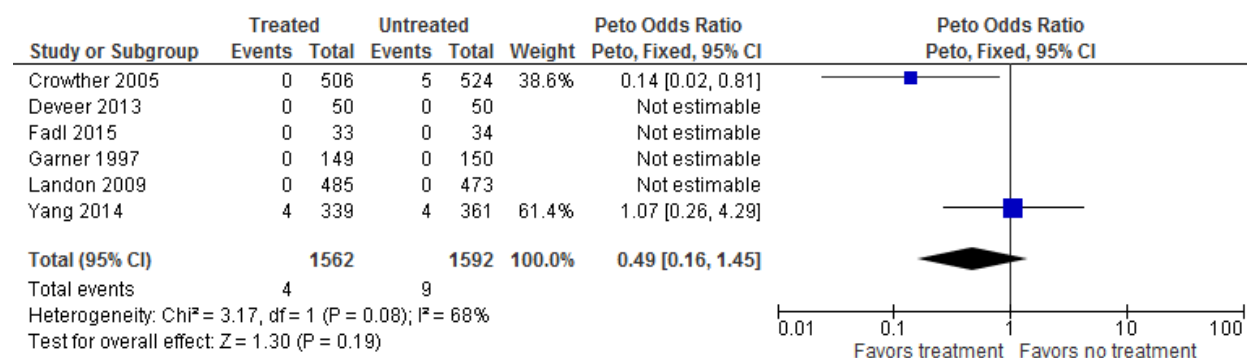 Treated Untreated Peto Odds Ratio Peto Odds Ratio
Study or Subgroup Events Total Events Total Weight Peto, Fixed, 95% CI Peto, Fixed, 95% CI
Crowther 2005 0 506 5 524 38.6% 0.14 [0.02, 0.81]
Deveer 2013 0 50 0 50 Not estimable
Fadl 2015 0 33 0 34 Not estimable
Garner 1997 0 149 0 150 Not estimable
Landon 2009 0 485 0 473 Not estimable
Yang 2014 4 339 4 361 61.4% 1.07 [0.26, 4.29]
Total (95% CI) 1562 1592 100.0% 0.49 [0.16, 1.45]
Total events 4 9
Heterogeneity: Chi² = 3.17, df = 1 (P = 0.08); I² = 68%
Test for overall effect: Z = 1.30 (P = 0.19)
0.01 0.1 1 10 100
Favors treatment Favors no treatment